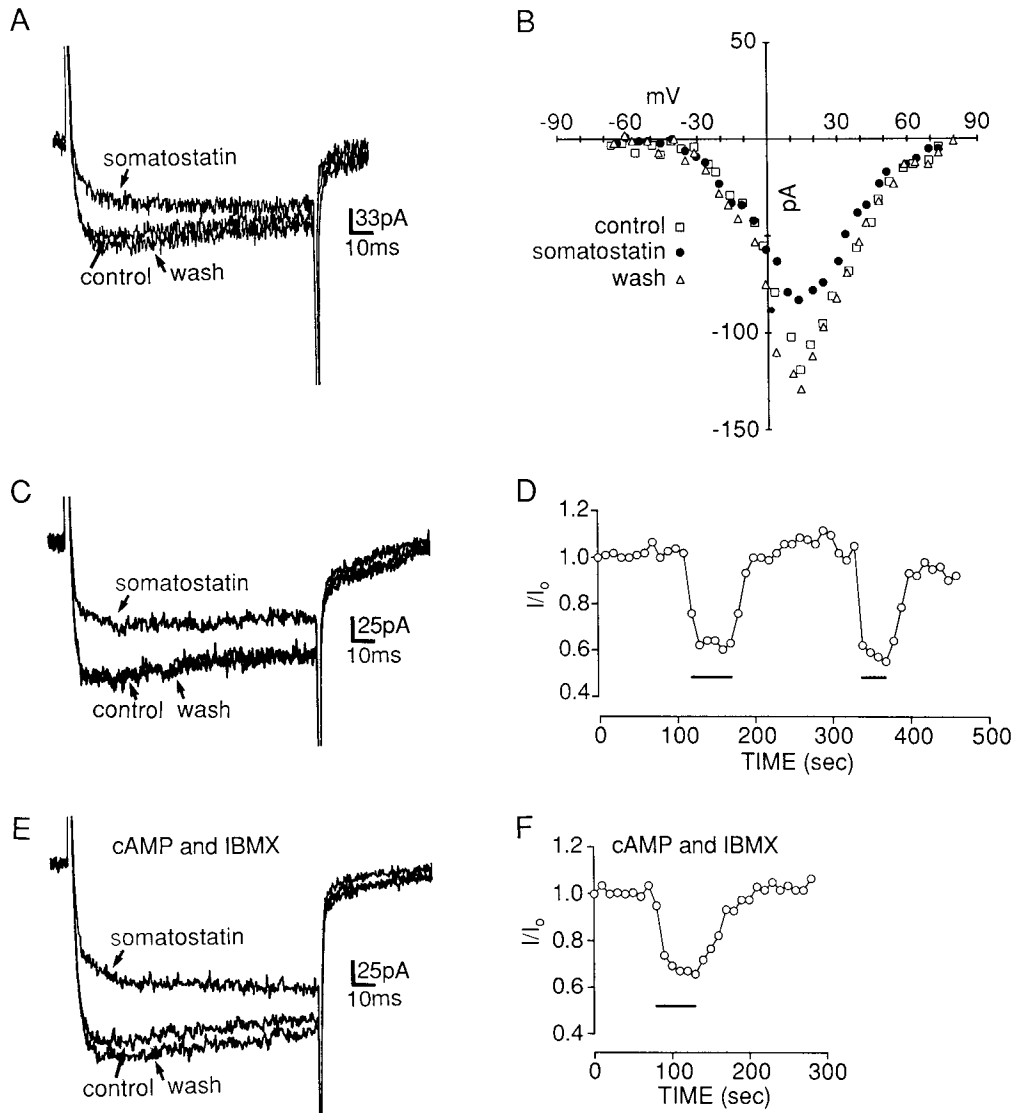 A
somatostatin
control
wash
33pA
10ms
B
50
mV
-90
-60
-30
30
60
90
pA
control
somatostatin
wash
-100
-150
C
somatostatin
control wash
25pA
10ms
D
1.2
1.0
0.8
0.6
0.4
I/Io
0
100
200
300
400
500
TIME (sec)
E
cAMP and IBMX
somatostatin
control
wash
25pA
10ms
F
cAMP and IBMX
1.2
1.0
0.8
0.6
0.4
I/Io
0
100
200
300
TIME (sec)